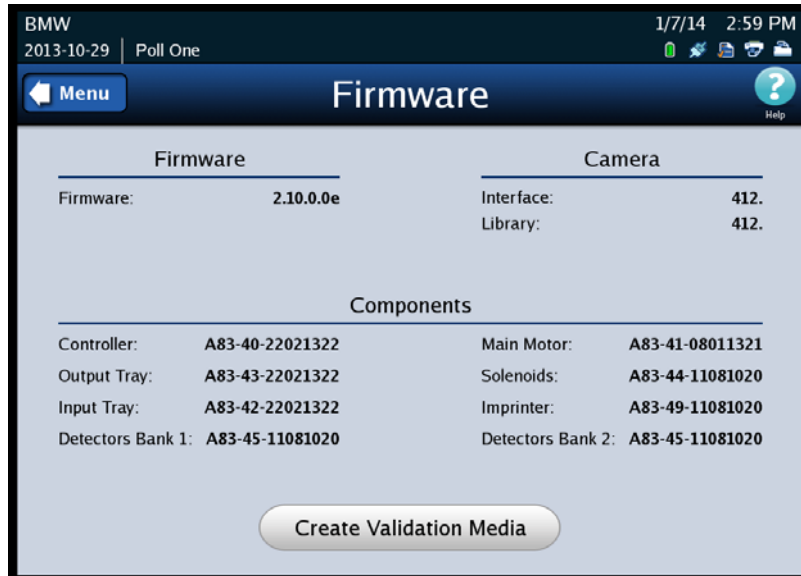 BMW 1/7/14 2:59 PM
2013-10-29 Poll One
Menu Firmware Help
Firmware Camera
Firmware: 2.10.0.0e Interface: 412.
Library: 412.
Components
Controller: A83-40-22021322 Main Motor: A83-41-08011321
Output Tray: A83-43-22021322 Solenoids: A83-44-11081020
Input Tray: A83-42-22021322 Imprinter: A83-49-11081020
Detectors Bank 1: A83-45-11081020 Detectors Bank 2: A83-45-11081020
Create Validation Media